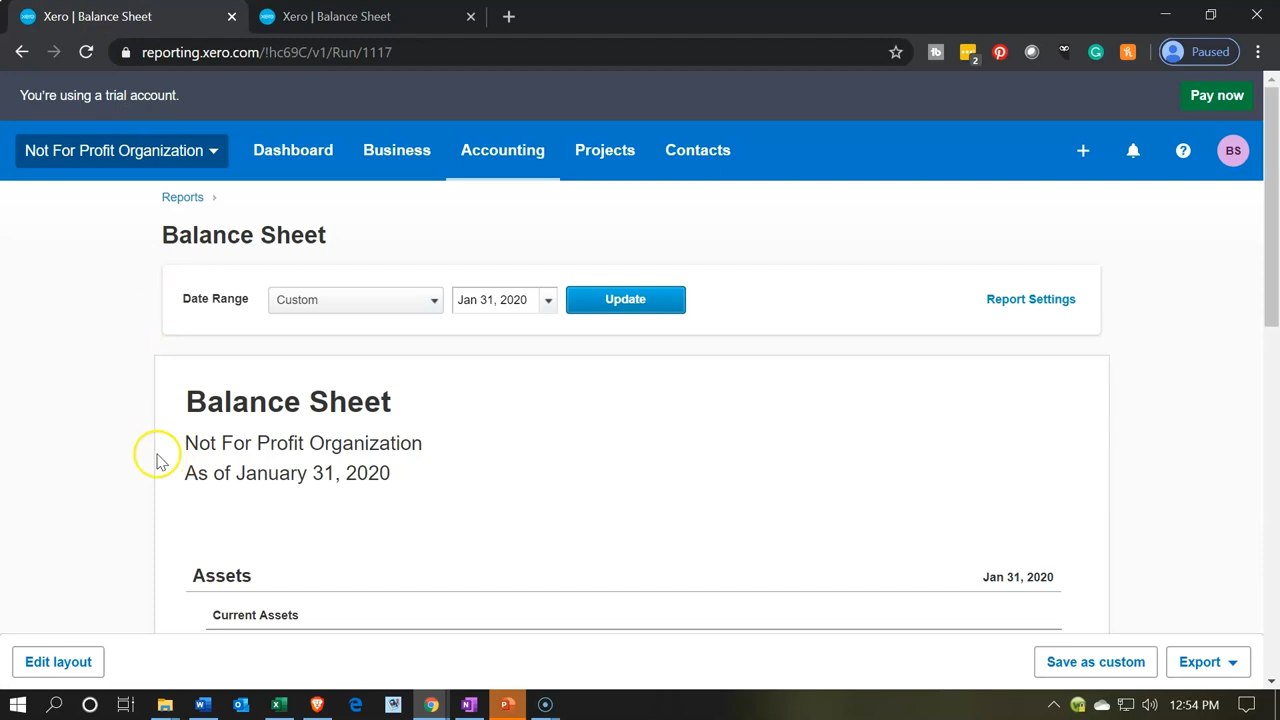 Xero | Balance Sheet
Xero | Balance Sheet
reporting.xero.com/!hc69C/v1/Run/1117
2
Paused
You're using a trial account.
Pay now
Not For Profit Organization
Dashboard
Business
Accounting
Projects
Contacts
BS
Reports
Balance Sheet
Date Range
Custom
Jan 31, 2020
Update
Report Settings
Balance Sheet
Not For Profit Organization
As of January 31, 2020
Assets
Jan 31, 2020
Current Assets
Edit layout
Save as custom
Export
12:54 PM